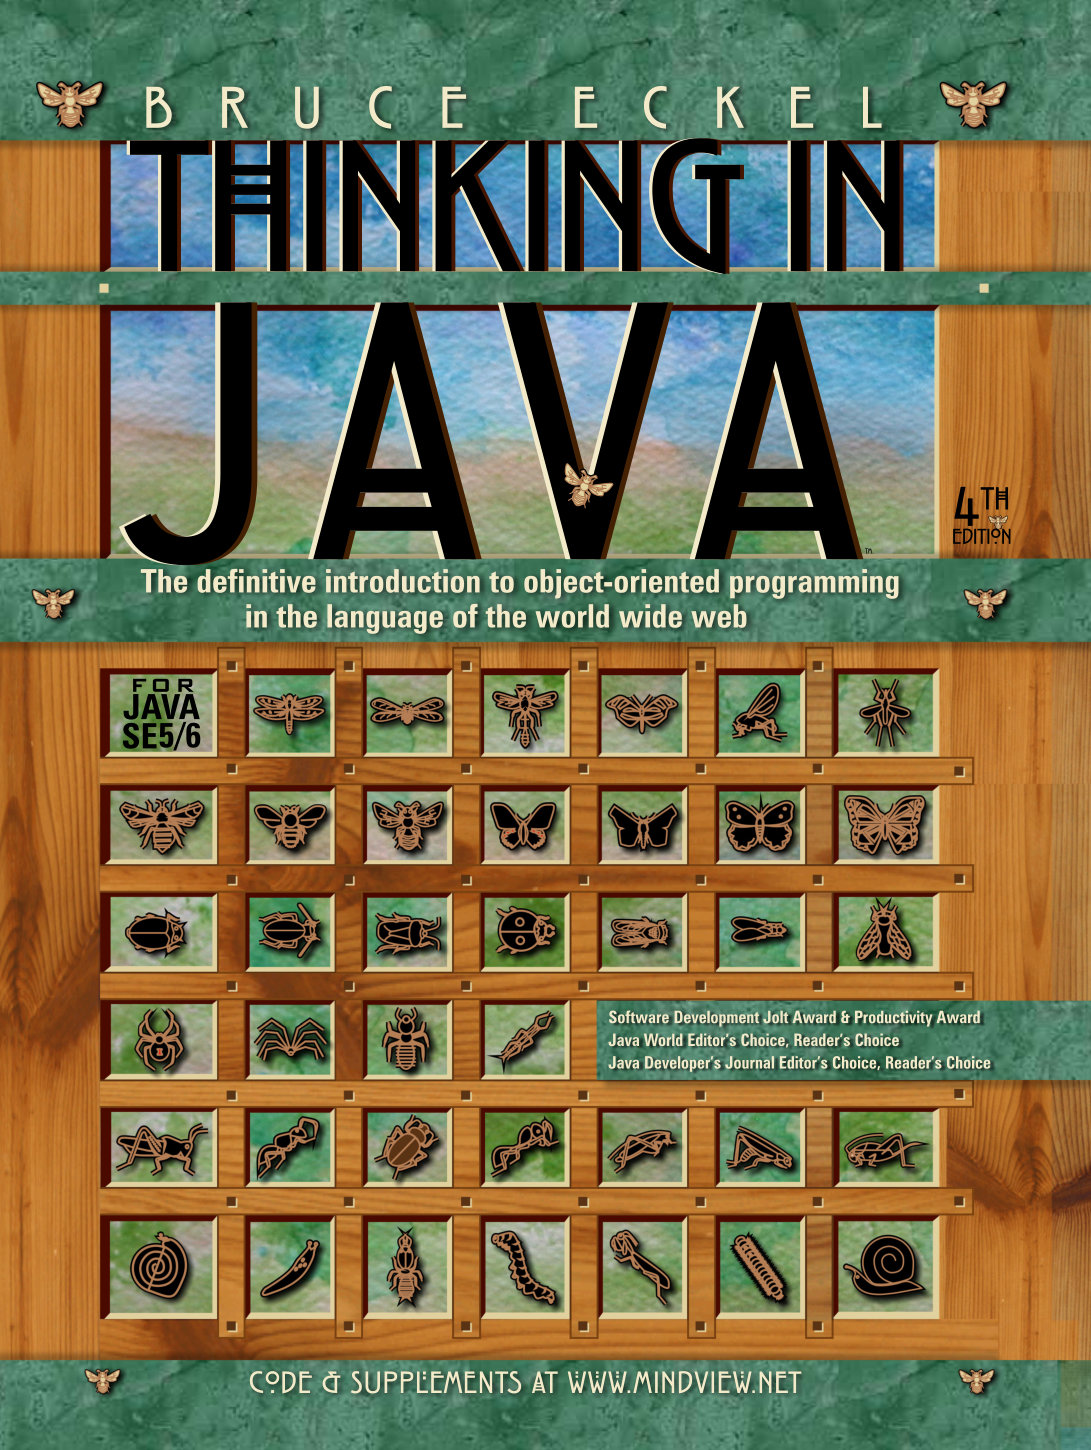 BRUCE ECKEL
THINKING IN
JAVA
TM
4TH
EDITION
The definitive introduction to object-oriented programming
in the language of the world wide web
FOR
JAVA
SE5/6
Software Development Jolt Award & Productivity Award
Java World Editor's Choice, Reader's Choice
Java Developer's Journal Editor's Choice, Reader's Choice
CODE & SUPPLEMENTS AT WWW.MINDVIEW.NET